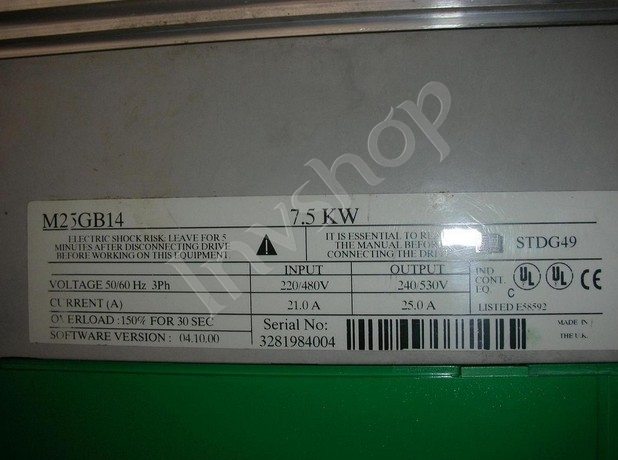 M25GB14 7.5 KW
ELECTRIC SHOCK RISK: LEAVE FOR 5
MINUTES AFTER DISCONNECTING DRIVE
BEFORE WORKING ON THIS EQUIPMENT.
IT IS ESSENTIAL TO
THE MANUAL BEFORE
CONNECTING THE DRIVE
STDG49
INPUT OUTPUT
VOLTAGE 50/60 Hz 3Ph 220/480V 240/530V
CURRENT (A) 21.0 A 25.0 A
OVERLOAD :150% FOR 30 SEC
SOFTWARE VERSION : 04.10.00
Serial No:
3281984004
IND
CONT.
EQ.
C UL UL CE
LISTED E58592
MADE IN
THE U.K.
Invshop